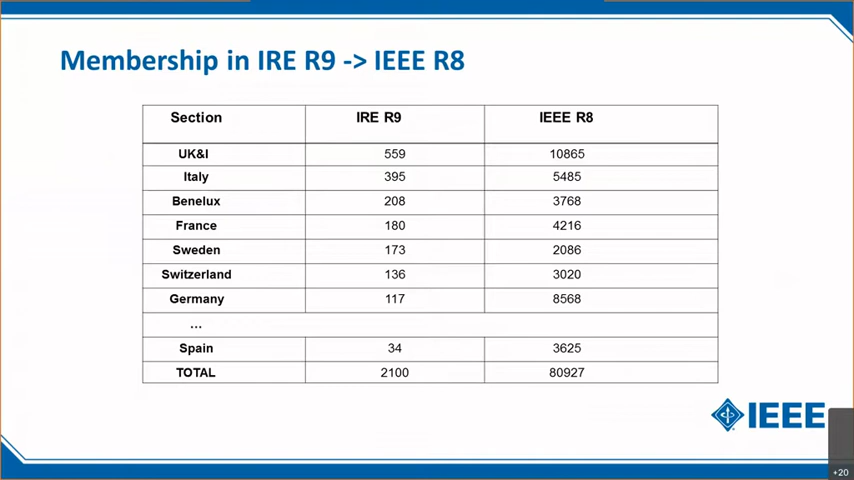 Membership in IRE R9 -> IEEE R8
Section IRE R9 IEEE R8
UK&I 559 10865
Italy 395 5485
Benelux 208 3768
France 180 4216
Sweden 173 2086
Switzerland 136 3020
Germany 117 8568
...
Spain 34 3625
TOTAL 2100 80927
IEEE
+20